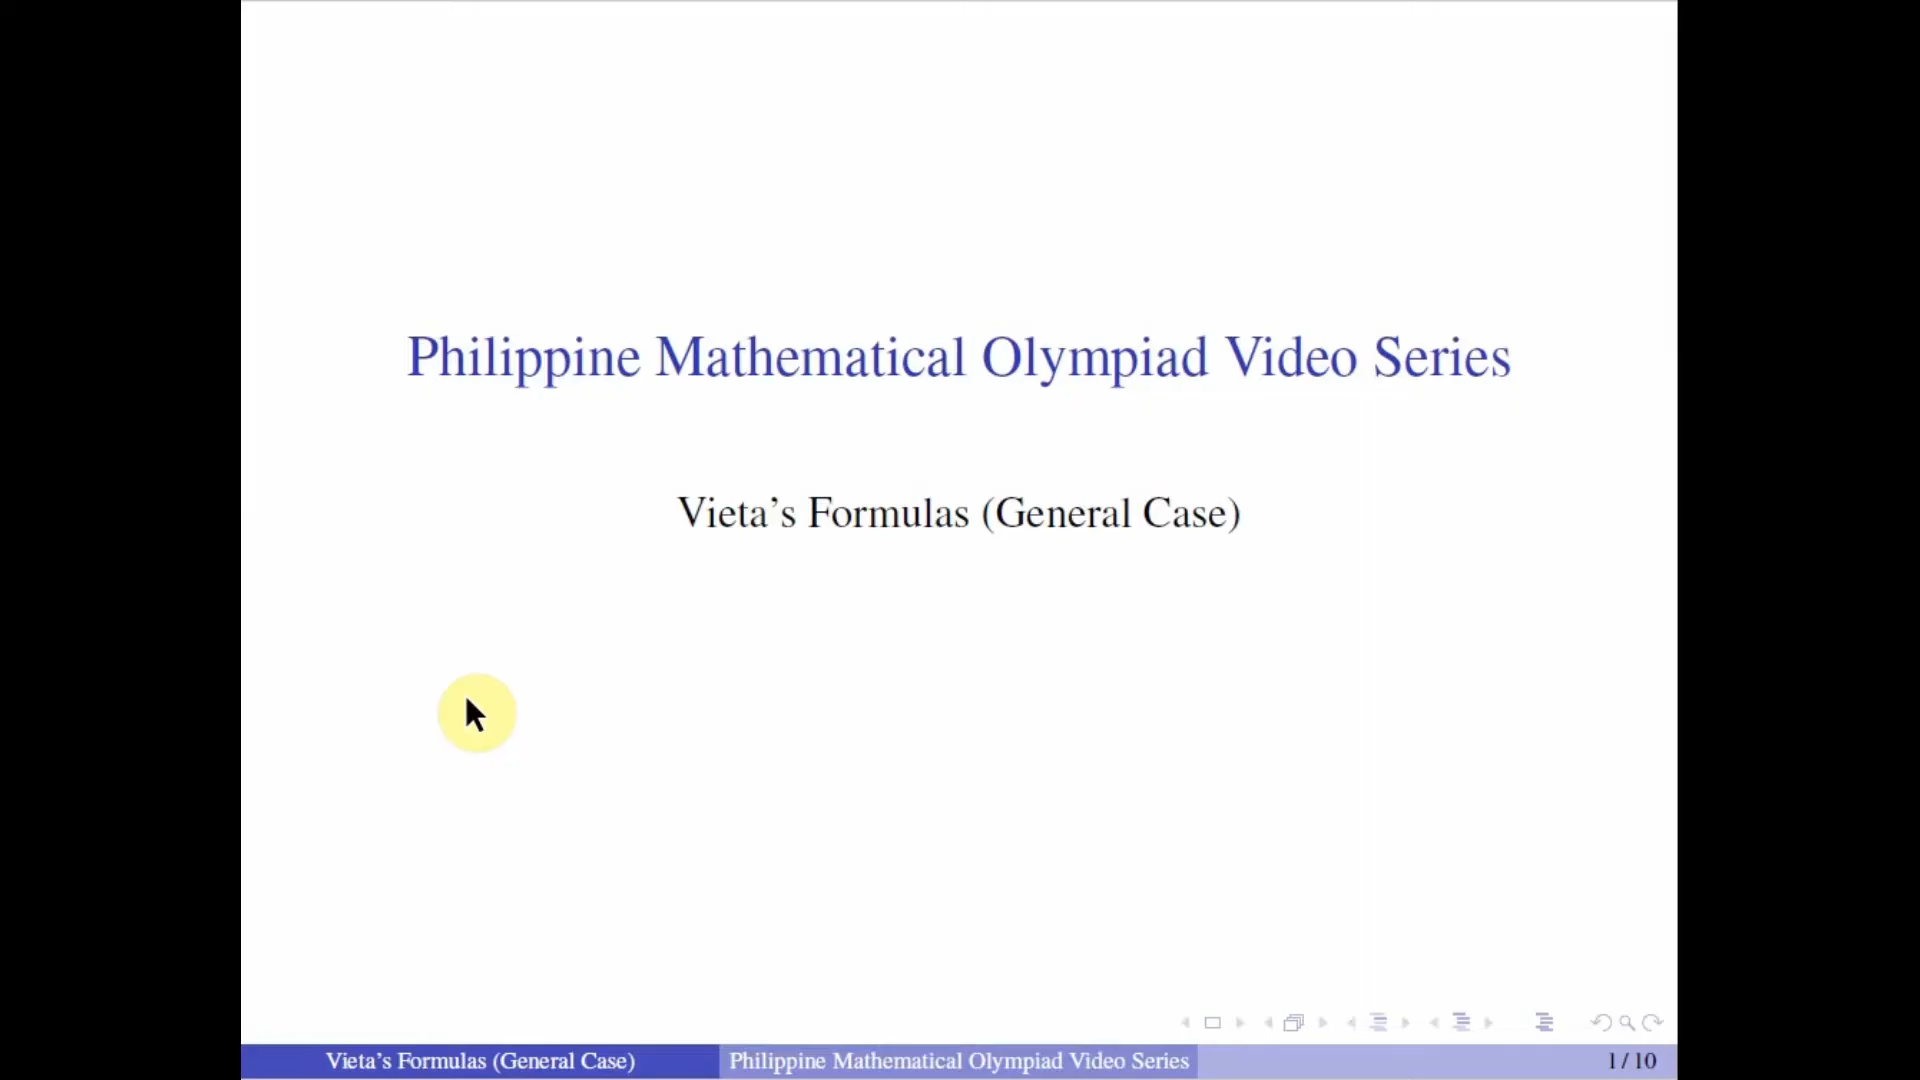 Philippine Mathematical Olympiad Video Series
Vieta's Formulas (General Case)
Vieta's Formulas (General Case) Philippine Mathematical Olympiad Video Series 1 / 10